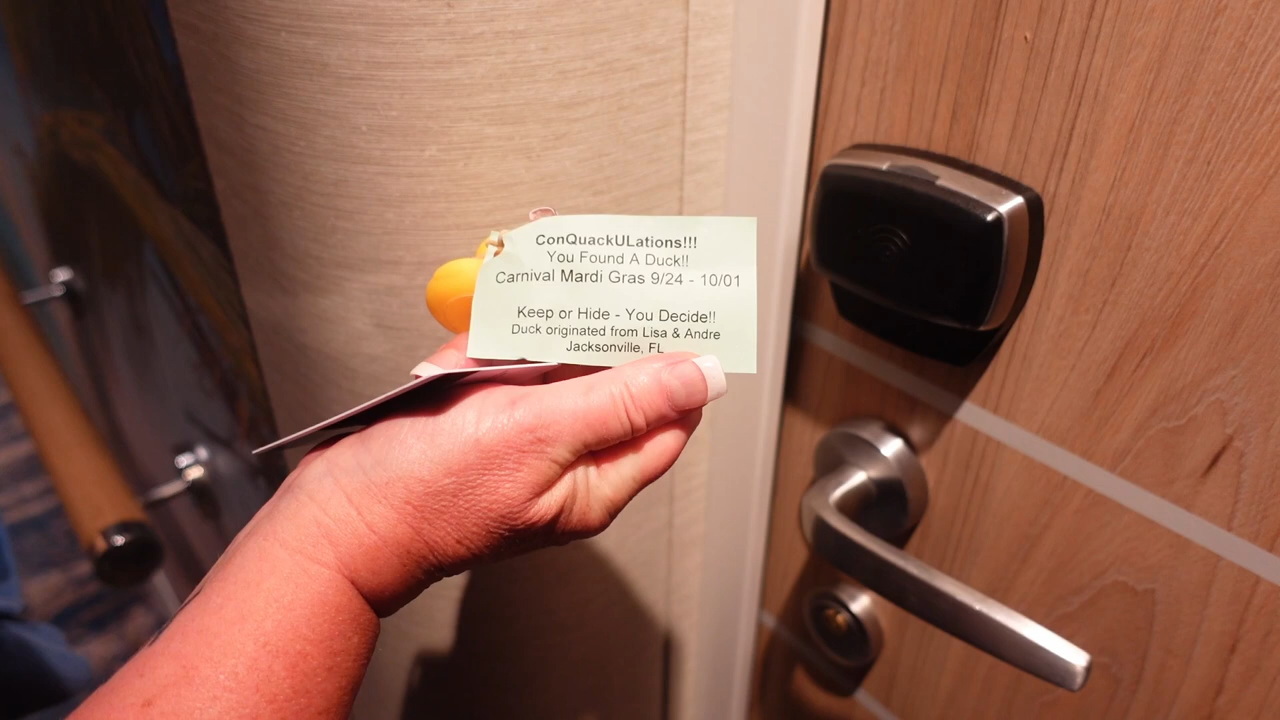 ConQuackULations!!!
You Found A Duck!!
Carnival Mardi Gras 9/24 - 10/01
Keep or Hide - You Decide!!
Duck originated from Lisa & Andre
Jacksonville, FL